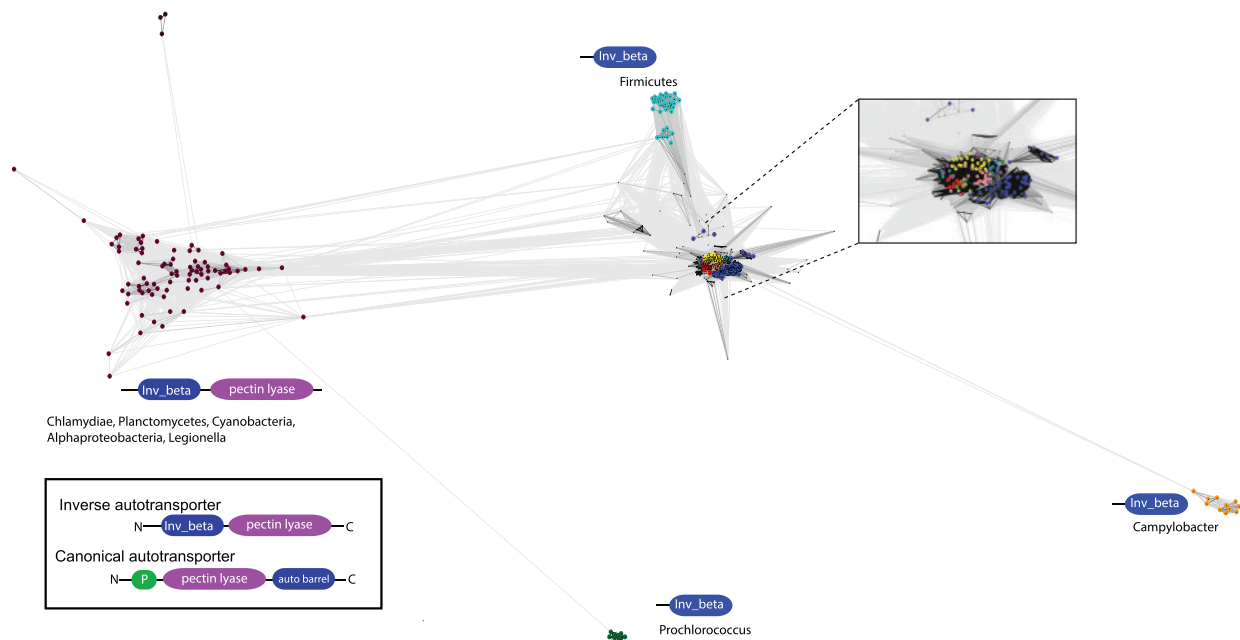 Inv_beta
Firmicutes
Inv_beta
pectin lyase
Chlamydiae, Planctomycetes, Cyanobacteria,
Alphaproteobacteria, Legionella
Inverse autotransporter
N
Inv_beta
pectin lyase
C
Canonical autotransporter
N
P
pectin lyase
auto barrel
C
Inv_beta
Campylobacter
Inv_beta
Prochlorococcus